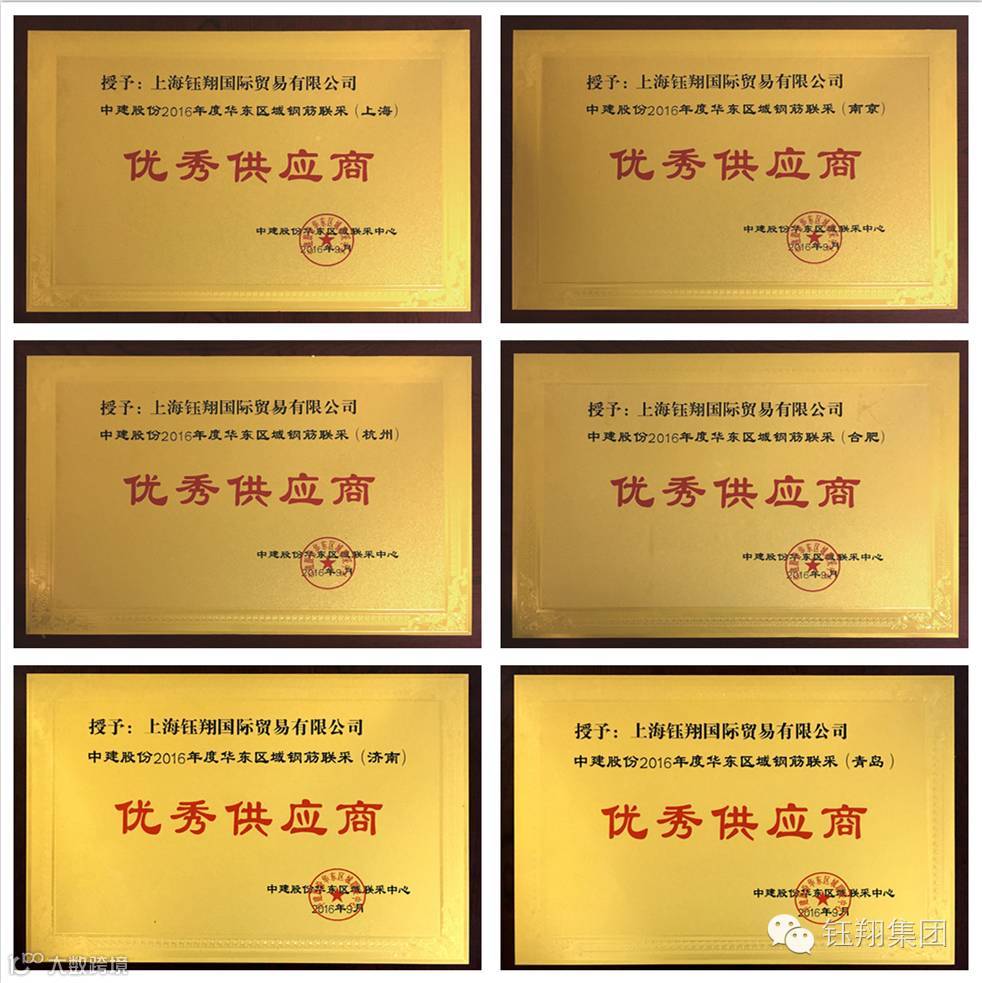 授予：上海钰翔国际贸易有限公司
中建股份2016年度华东区域钢筋联采（上海）
优秀供应商
中建股份华东区域联采中心
2016年9月
授予：上海钰翔国际贸易有限公司
中建股份2016年度华东区域钢筋联采（南京）
优秀供应商
中建股份华东区域联采中心
2016年9月
授予：上海钰翔国际贸易有限公司
中建股份2016年度华东区域钢筋联采（杭州）
优秀供应商
中建股份华东区域联采中心
2016年9月
授予：上海钰翔国际贸易有限公司
中建股份2016年度华东区域钢筋联采（合肥）
优秀供应商
中建股份华东区域联采中心
2016年9月
授予：上海钰翔国际贸易有限公司
中建股份2016年度华东区域钢筋联采（济南）
优秀供应商
中建股份华东区域联采中心
2016年9月
授予：上海钰翔国际贸易有限公司
中建股份2016年度华东区域钢筋联采（青岛）
优秀供应商
中建股份华东区域联采中心
2016年9月
钰翔集团
大数跨境